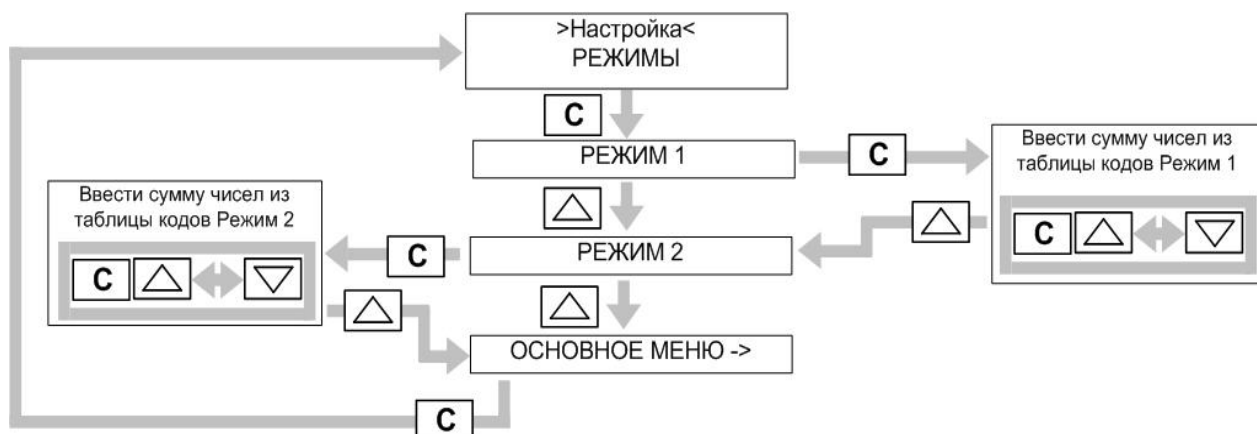 >Настройка<
РЕЖИМЫ
C
РЕЖИМ 1
C
Ввести сумму чисел из
таблицы кодов Режим 1
C
Ввести сумму чисел из
таблицы кодов Режим 2
C
C
РЕЖИМ 2
ОСНОВНОЕ МЕНЮ ->
C